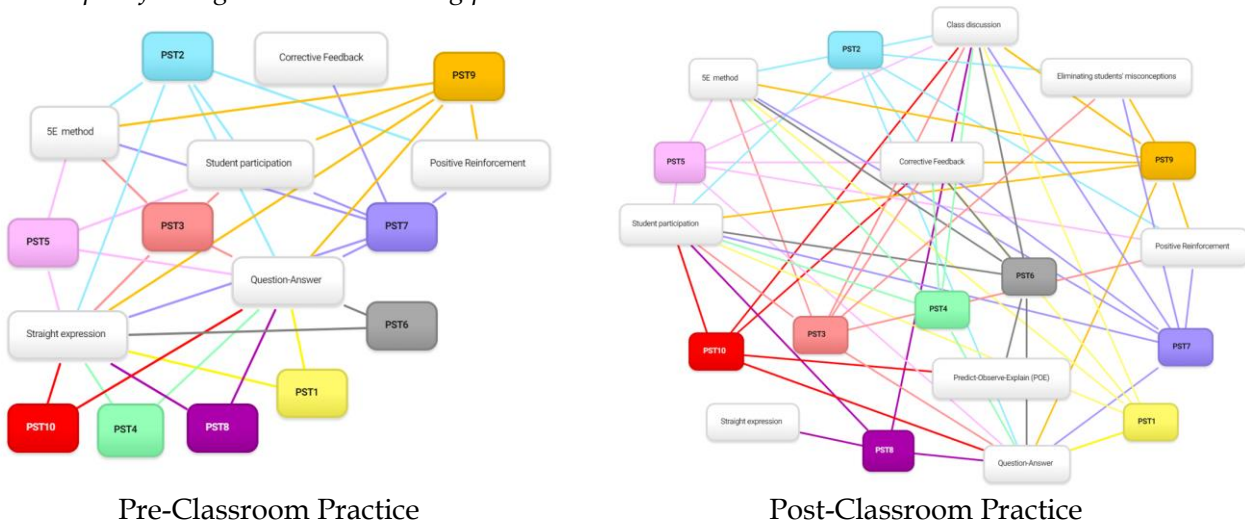 PST2
Corrective Feedback
PST9
5E method
Student participation
Positive Reinforcement
PST5
PST3
PST7
Question-Answer
Straight expression
PST6
PST1
PST10
PST4
PST8
Pre-Classroom Practice
Class discussion
PST2
5E method
Eliminating students' misconceptions
PST5
Corrective Feedback
PST9
Student participation
Positive Reinforcement
PST6
PST4
PST3
PST10
PST7
Predict-Observe-Explain (POE)
Straight expression
PST1
PST8
Question-Answer
Post-Classroom Practice